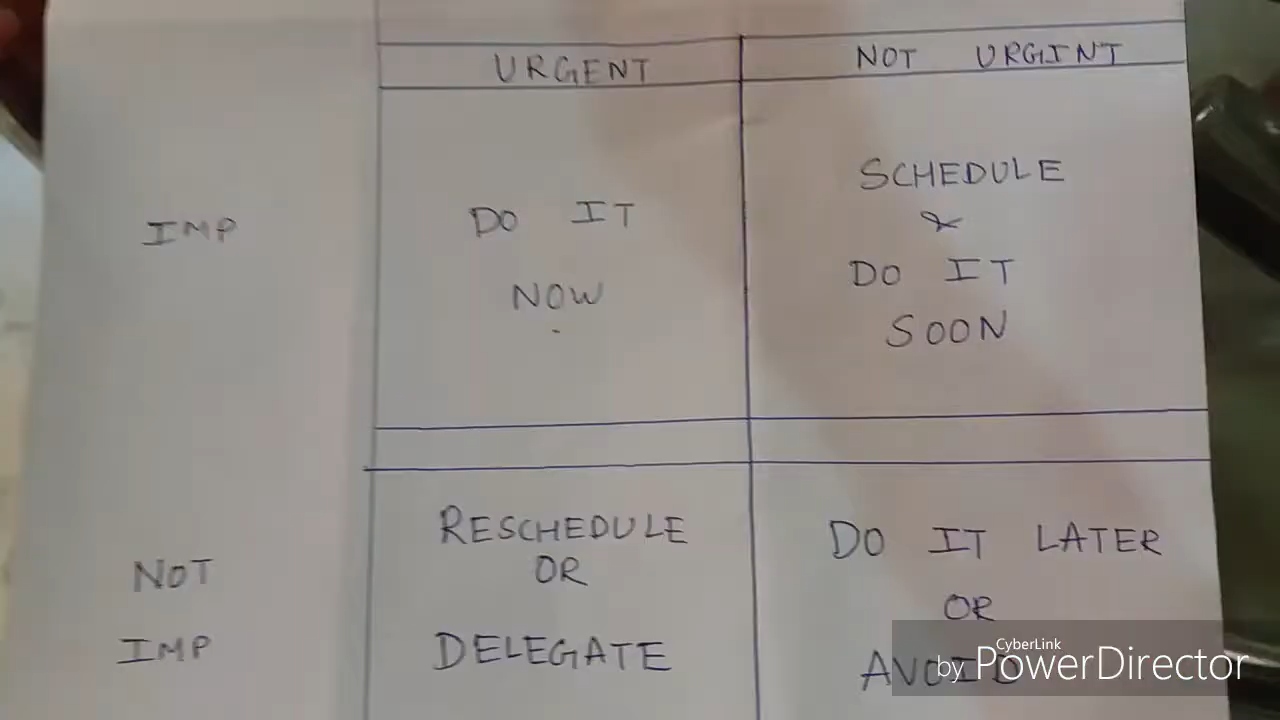 URGENT
NOT URGINT
IMP
DO IT
NOW
SCHEDULE
&
DO IT
SOON
NOT
IMP
RESCHEDULE
OR
DELEGATE
DO IT LATER
OR
AVOID
CyberLink
by PowerDirector